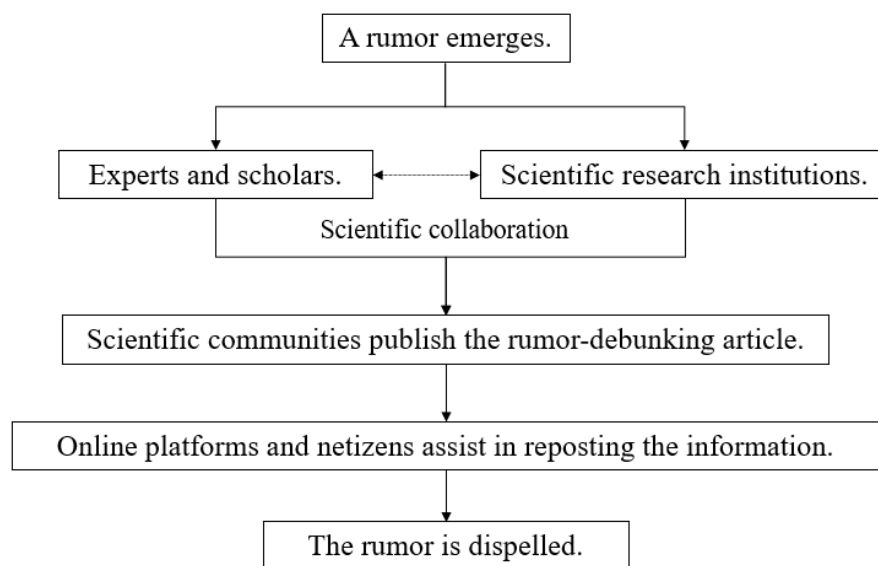 A rumor emerges.
Experts and scholars.
Scientific research institutions.
Scientific collaboration
Scientific communities publish the rumor-debunking article.
Online platforms and netizens assist in reposting the information.
The rumor is dispelled.